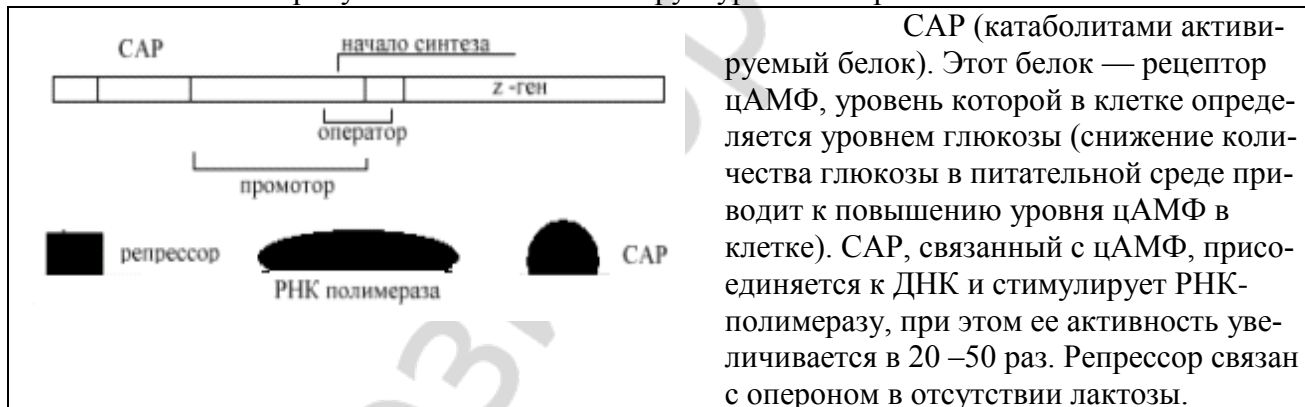 CAP
начало синтеза
z -ген
оператор
промотор
репрессор
РНК полимераза
CAP
САР (катаболитами активи-
руемый белок). Этот белок — рецептор
цАМФ, уровень которой в клетке опреде-
ляется уровнем глюкозы (снижение коли-
чества глюкозы в питательной среде при-
водит к повышению уровня цАМФ в
клетке). САР, связанный с цАМФ, присо-
единяется к ДНК и стимулирует РНК-
полимеразу, при этом ее активность уве-
личивается в 20 –50 раз. Репрессор связан
с опероном в отсутствии лактозы.